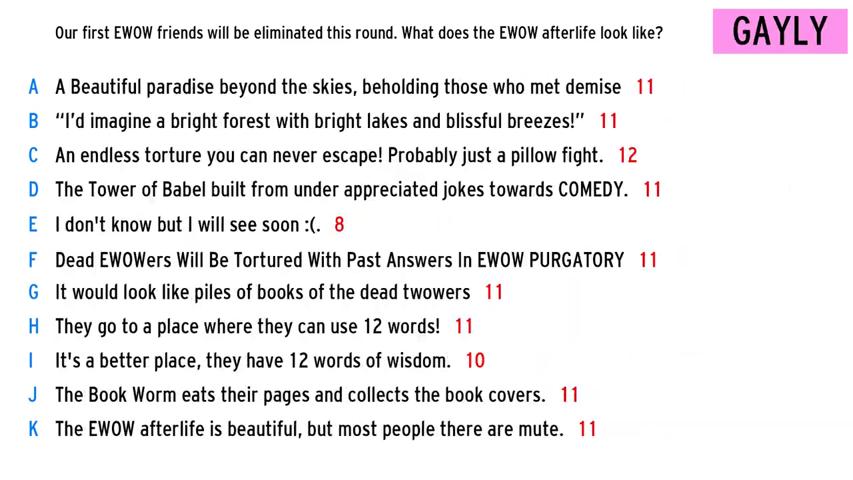 Our first EWOW friends will be eliminated this round. What does the EWOW afterlife look like?
GAYLY
A A Beautiful paradise beyond the skies, beholding those who met demise 11
B “I’d imagine a bright forest with bright lakes and blissful breezes!” 11
C An endless torture you can never escape! Probably just a pillow fight. 12
D The Tower of Babel built from under appreciated jokes towards COMEDY. 11
E I don't know but I will see soon :(. 8
F Dead EWOWers Will Be Tortured With Past Answers In EWOW PURGATORY 11
G It would look like piles of books of the dead twowers 11
H They go to a place where they can use 12 words! 11
I It's a better place, they have 12 words of wisdom. 10
J The Book Worm eats their pages and collects the book covers. 11
K The EWOW afterlife is beautiful, but most people there are mute. 11